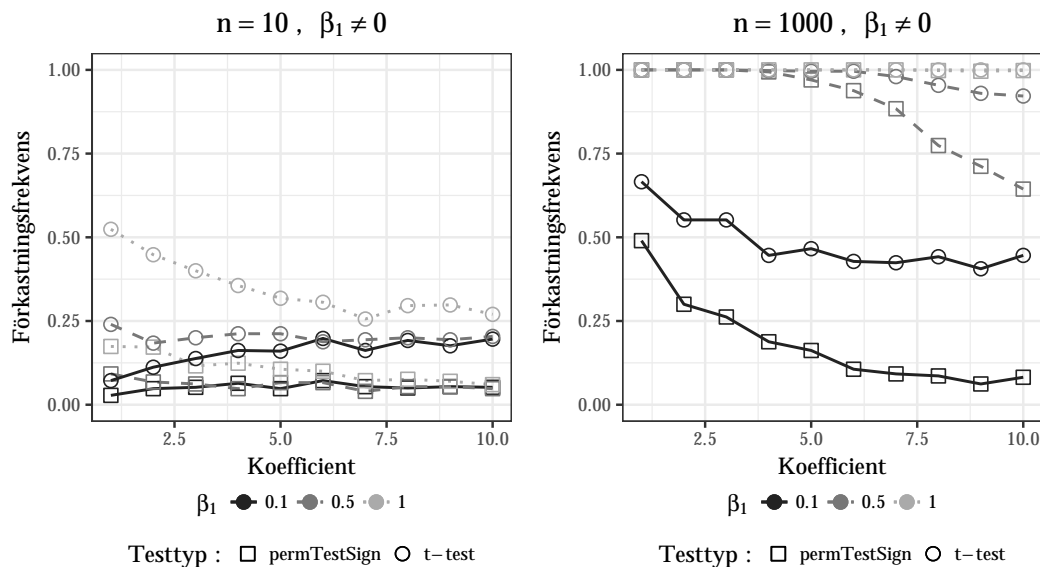 n = 10 , β₁ ≠ 0
Förkastningsfrekvens
1.00
0.75
0.50
0.25
0.00
2.5 5.0 7.5 10.0
Koefficient
β₁ 0.1 0.5 1
Testtyp : permTestSign t−test
n = 1000 , β₁ ≠ 0
Förkastningsfrekvens
1.00
0.75
0.50
0.25
0.00
2.5 5.0 7.5 10.0
Koefficient
β₁ 0.1 0.5 1
Testtyp : permTestSign t−test